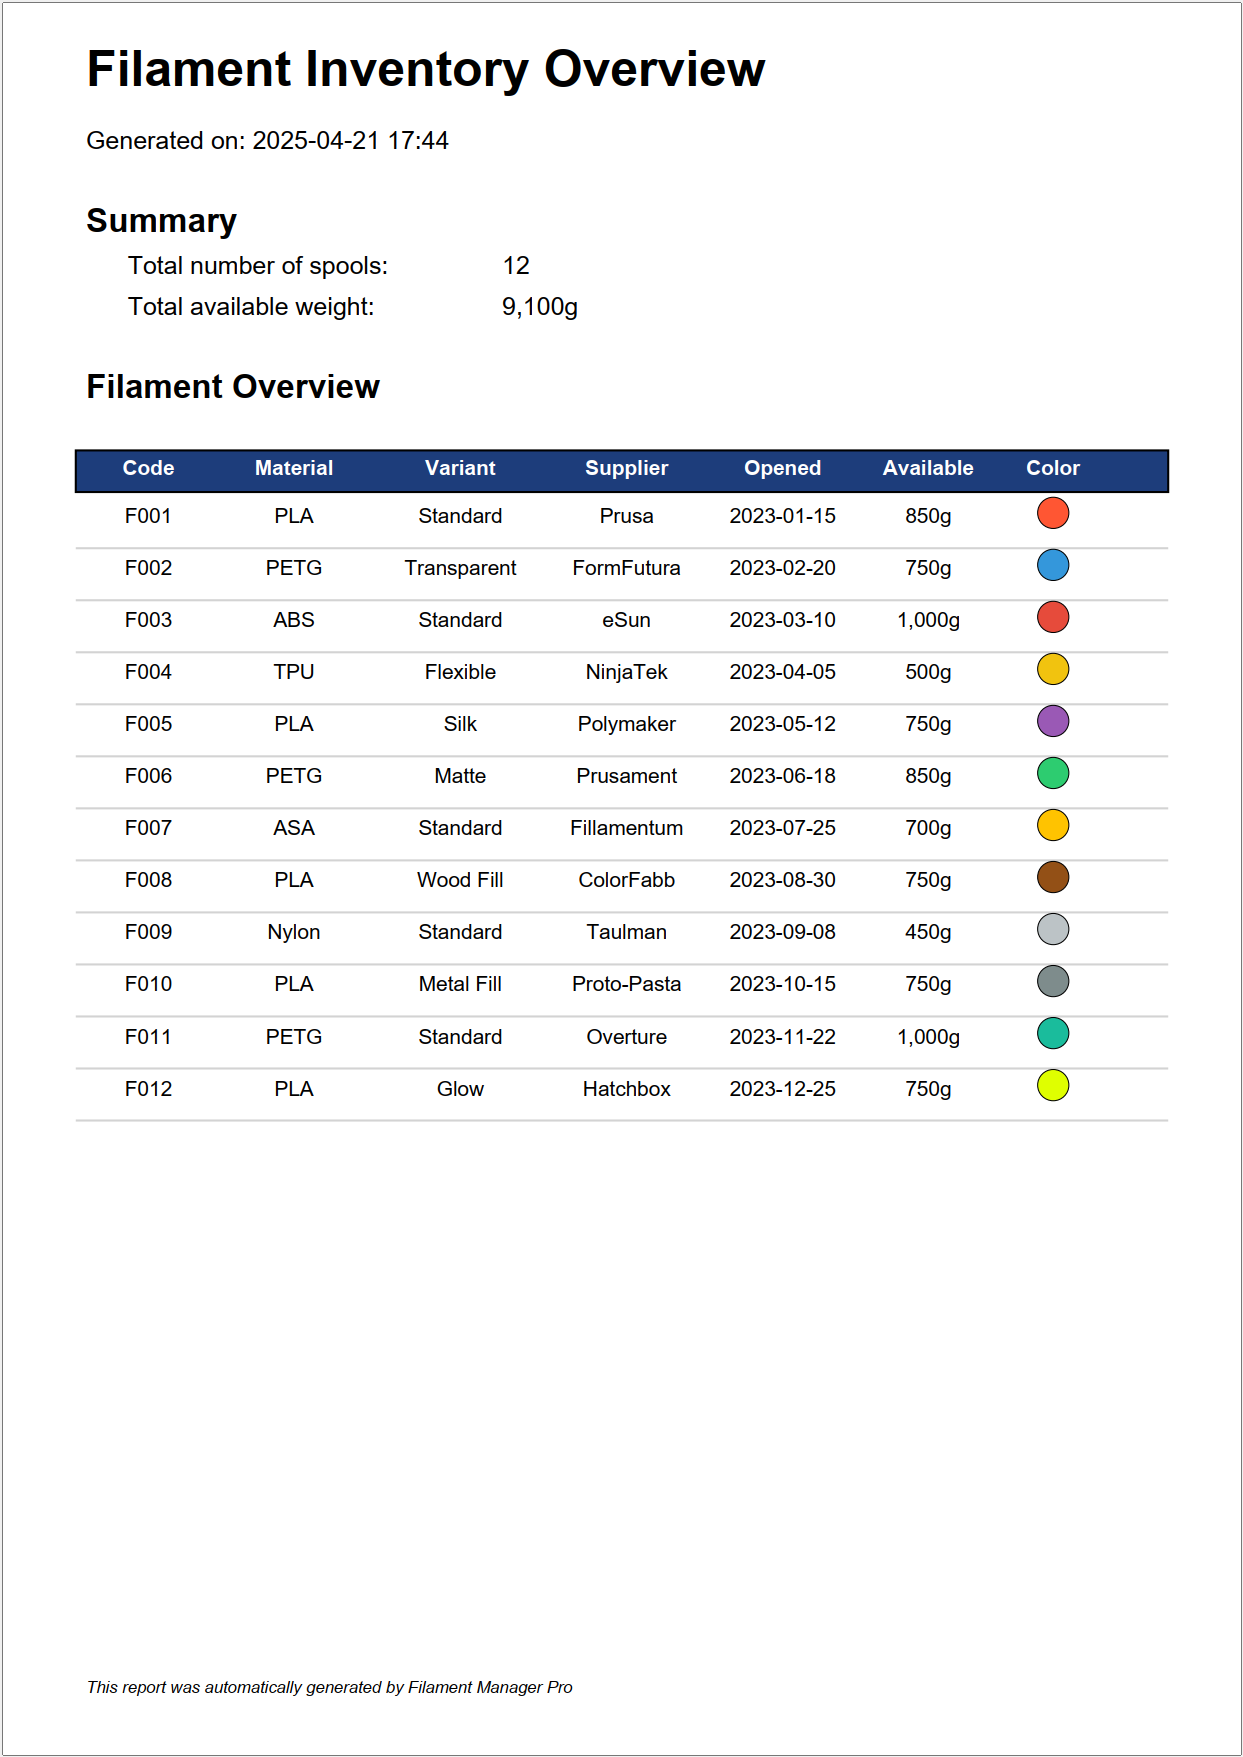 Filament Inventory Overview
Generated on: 2025-04-21 17:44
Summary
Total number of spools: 12
Total available weight: 9,100g
Filament Overview
Code Material Variant Supplier Opened Available Color
F001 PLA Standard Prusa 2023-01-15 850g
F002 PETG Transparent FormFutura 2023-02-20 750g
F003 ABS Standard eSun 2023-03-10 1,000g
F004 TPU Flexible NinjaTek 2023-04-05 500g
F005 PLA Silk Polymaker 2023-05-12 750g
F006 PETG Matte Prusament 2023-06-18 850g
F007 ASA Standard Fillamentum 2023-07-25 700g
F008 PLA Wood Fill ColorFabb 2023-08-30 750g
F009 Nylon Standard Taulman 2023-09-08 450g
F010 PLA Metal Fill Proto-Pasta 2023-10-15 750g
F011 PETG Standard Overture 2023-11-22 1,000g
F012 PLA Glow Hatchbox 2023-12-25 750g
This report was automatically generated by Filament Manager Pro